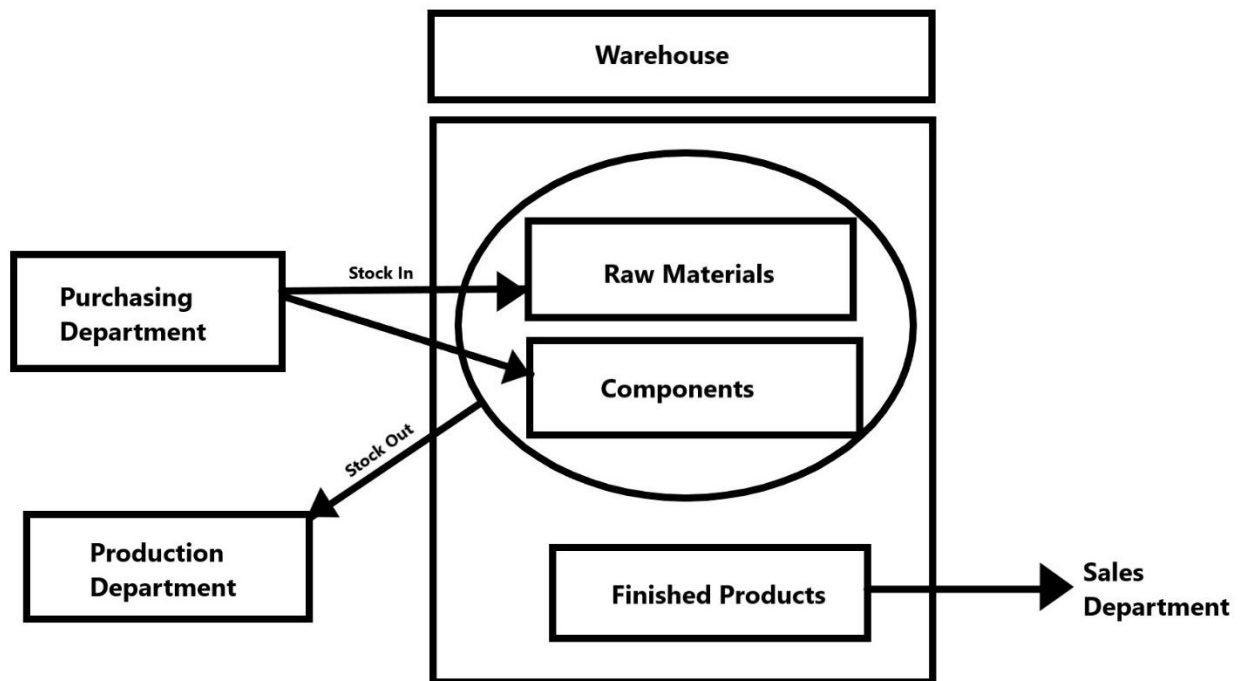 Warehouse
Raw Materials
Stock In
Purchasing
Department
Components
Stock Out
Production
Department
Finished Products
Sales
Department